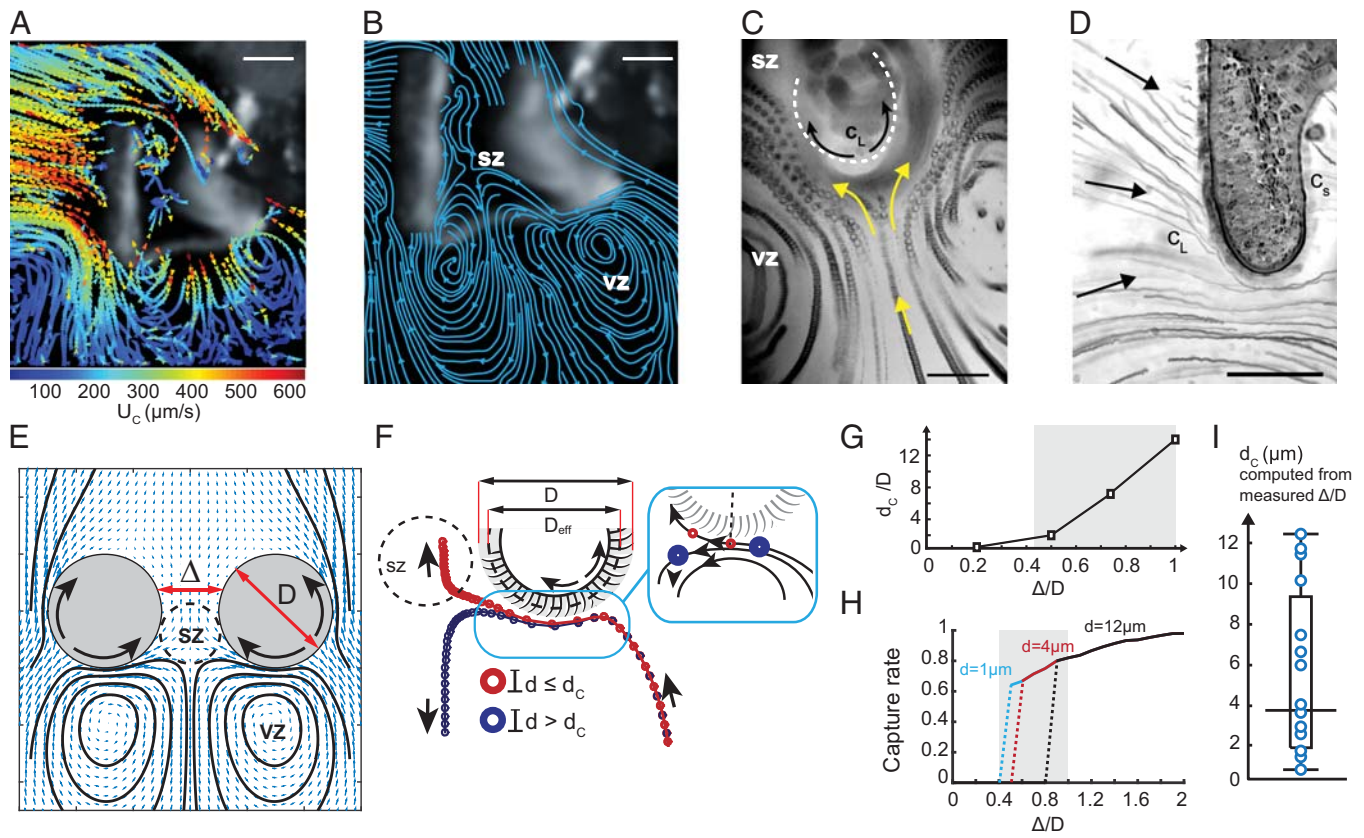 A
100 200 300 400 500 600
U_C (µm/s)
B
sz
vz
C
sz
C_L
vz
D
C_L
C_S
E
Δ
D
sz
vz
F
D
D_eff
sz
d ≤ d_C
d > d_C
G
d_C/D
12
8
4
0
0 0.2 0.4 0.6 0.8 1.0
Δ/D
H
Capture rate
1
0.8
0.6
0.4
0.2
0
d=1µm
d=4µm
d=12µm
0 0.4 0.8 1.2 1.6 2
Δ/D
I
d_C (µm)
computed from
measured Δ/D
12
10
8
6
4
2
0